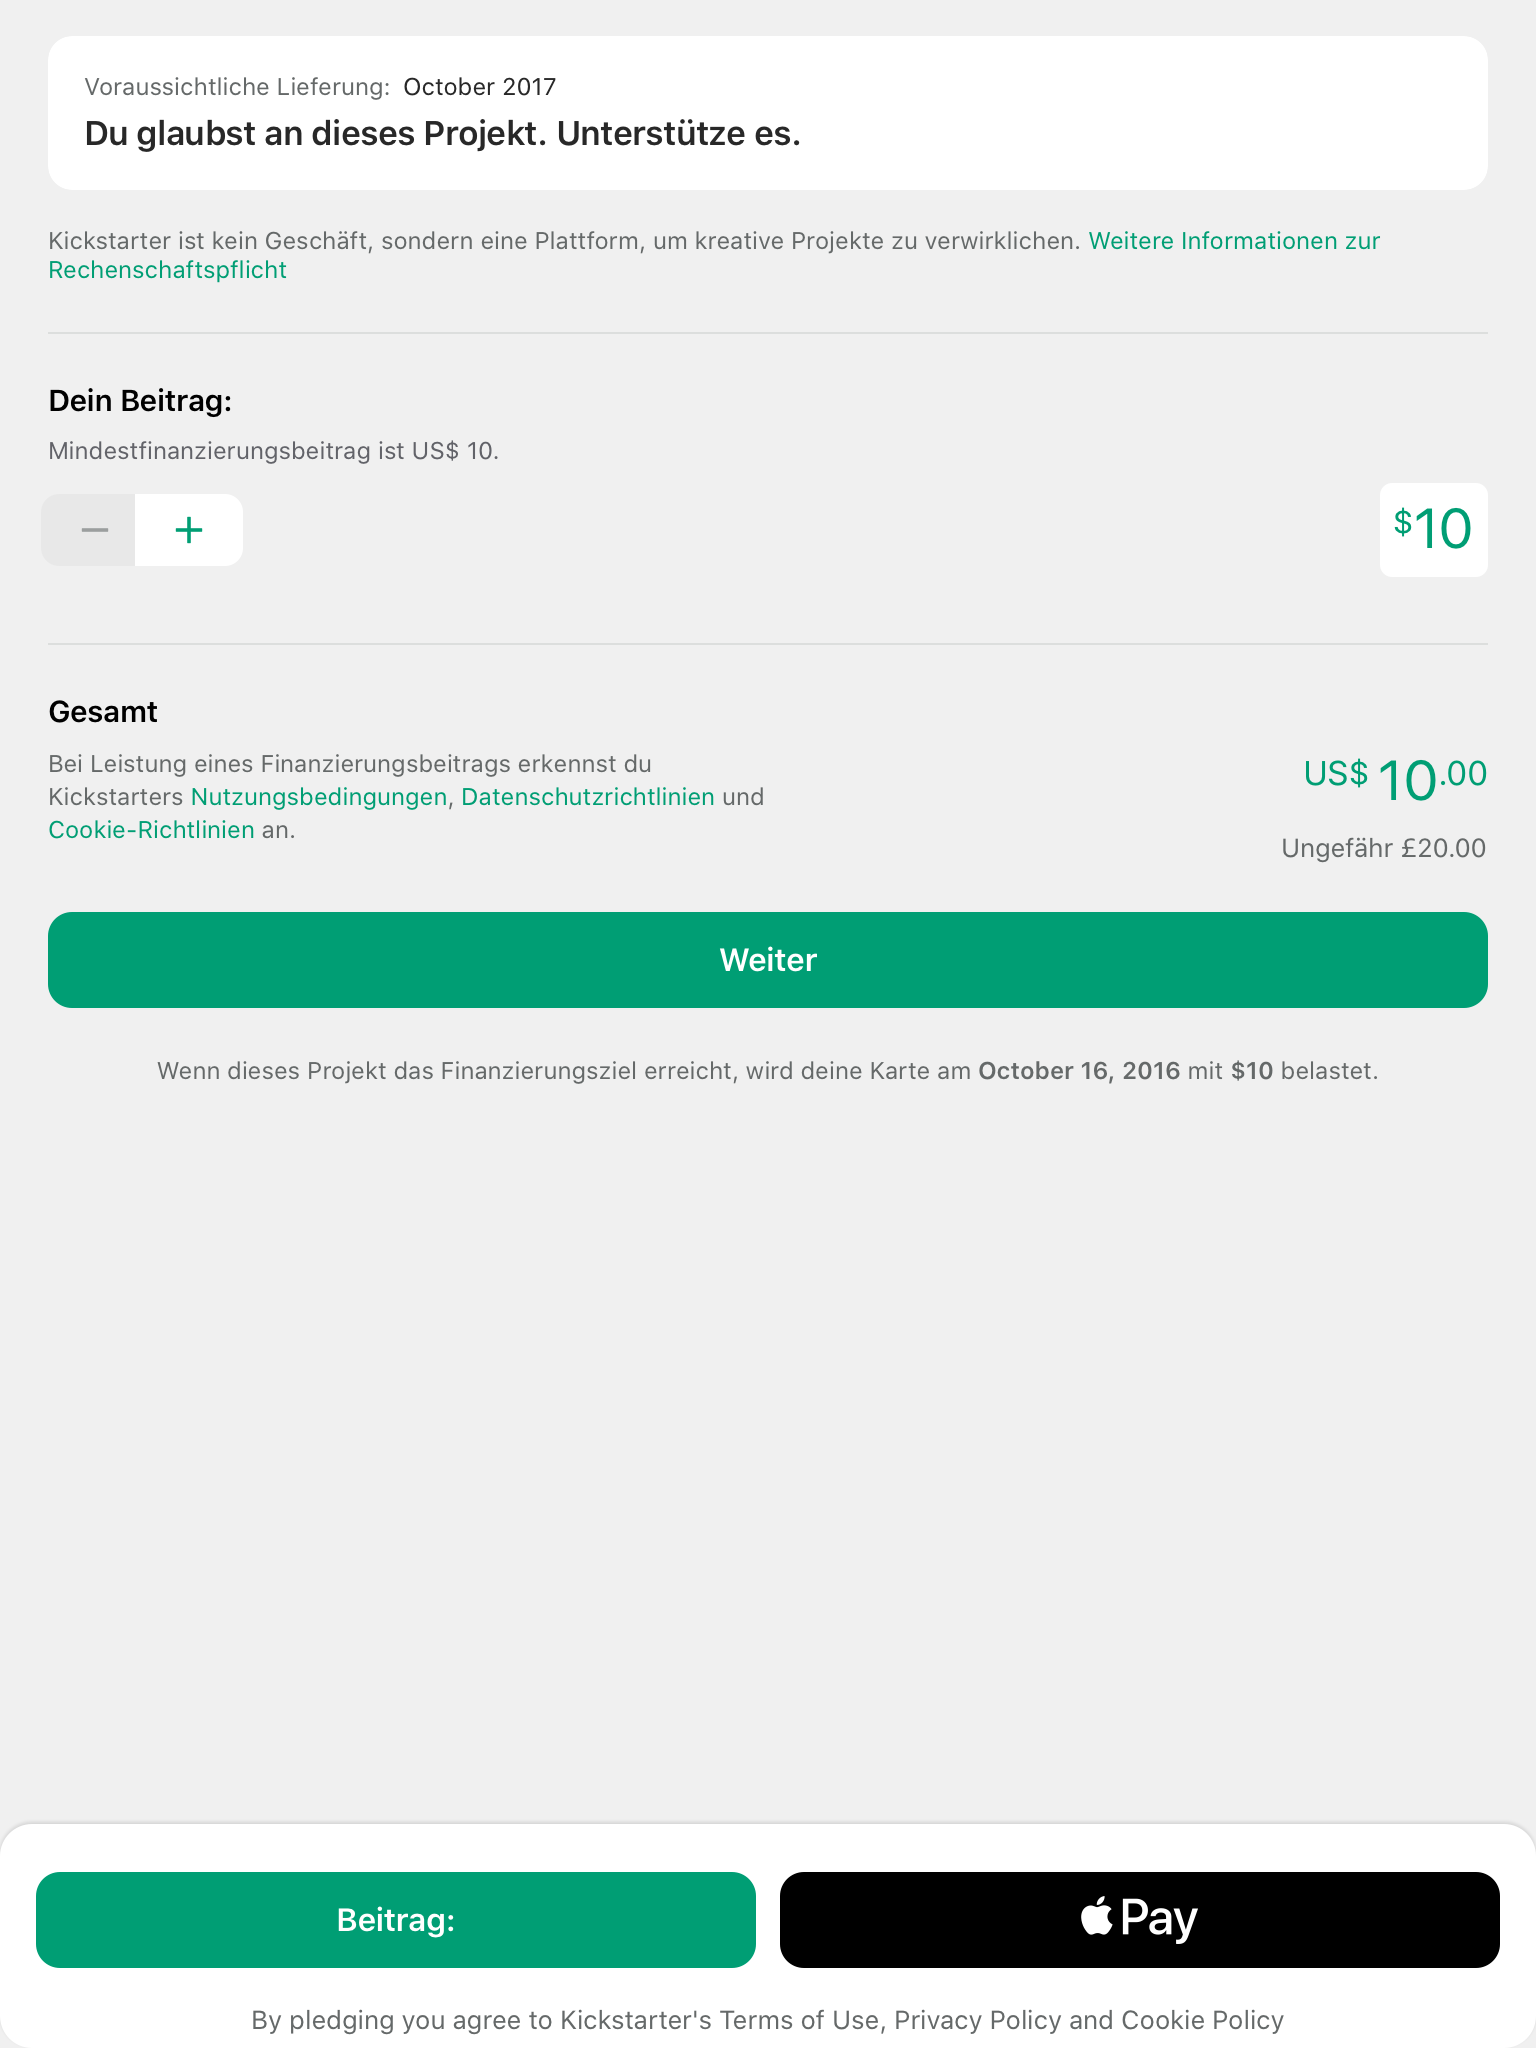 Voraussichtliche Lieferung: October 2017
Du glaubst an dieses Projekt. Unterstütze es.
Kickstarter ist kein Geschäft, sondern eine Plattform, um kreative Projekte zu verwirklichen. Weitere Informationen zur
Rechenschaftspflicht
Dein Beitrag:
Mindestfinanzierungsbeitrag ist US$ 10.
− +
$10
Gesamt
Bei Leistung eines Finanzierungsbeitrags erkennst du
Kickstarters Nutzungsbedingungen, Datenschutzrichtlinien und
Cookie-Richtlinien an.
US$ 10.00
Ungefähr £20.00
Weiter
Wenn dieses Projekt das Finanzierungsziel erreicht, wird deine Karte am October 16, 2016 mit $10 belastet.
Beitrag:
Pay
By pledging you agree to Kickstarter's Terms of Use, Privacy Policy and Cookie Policy